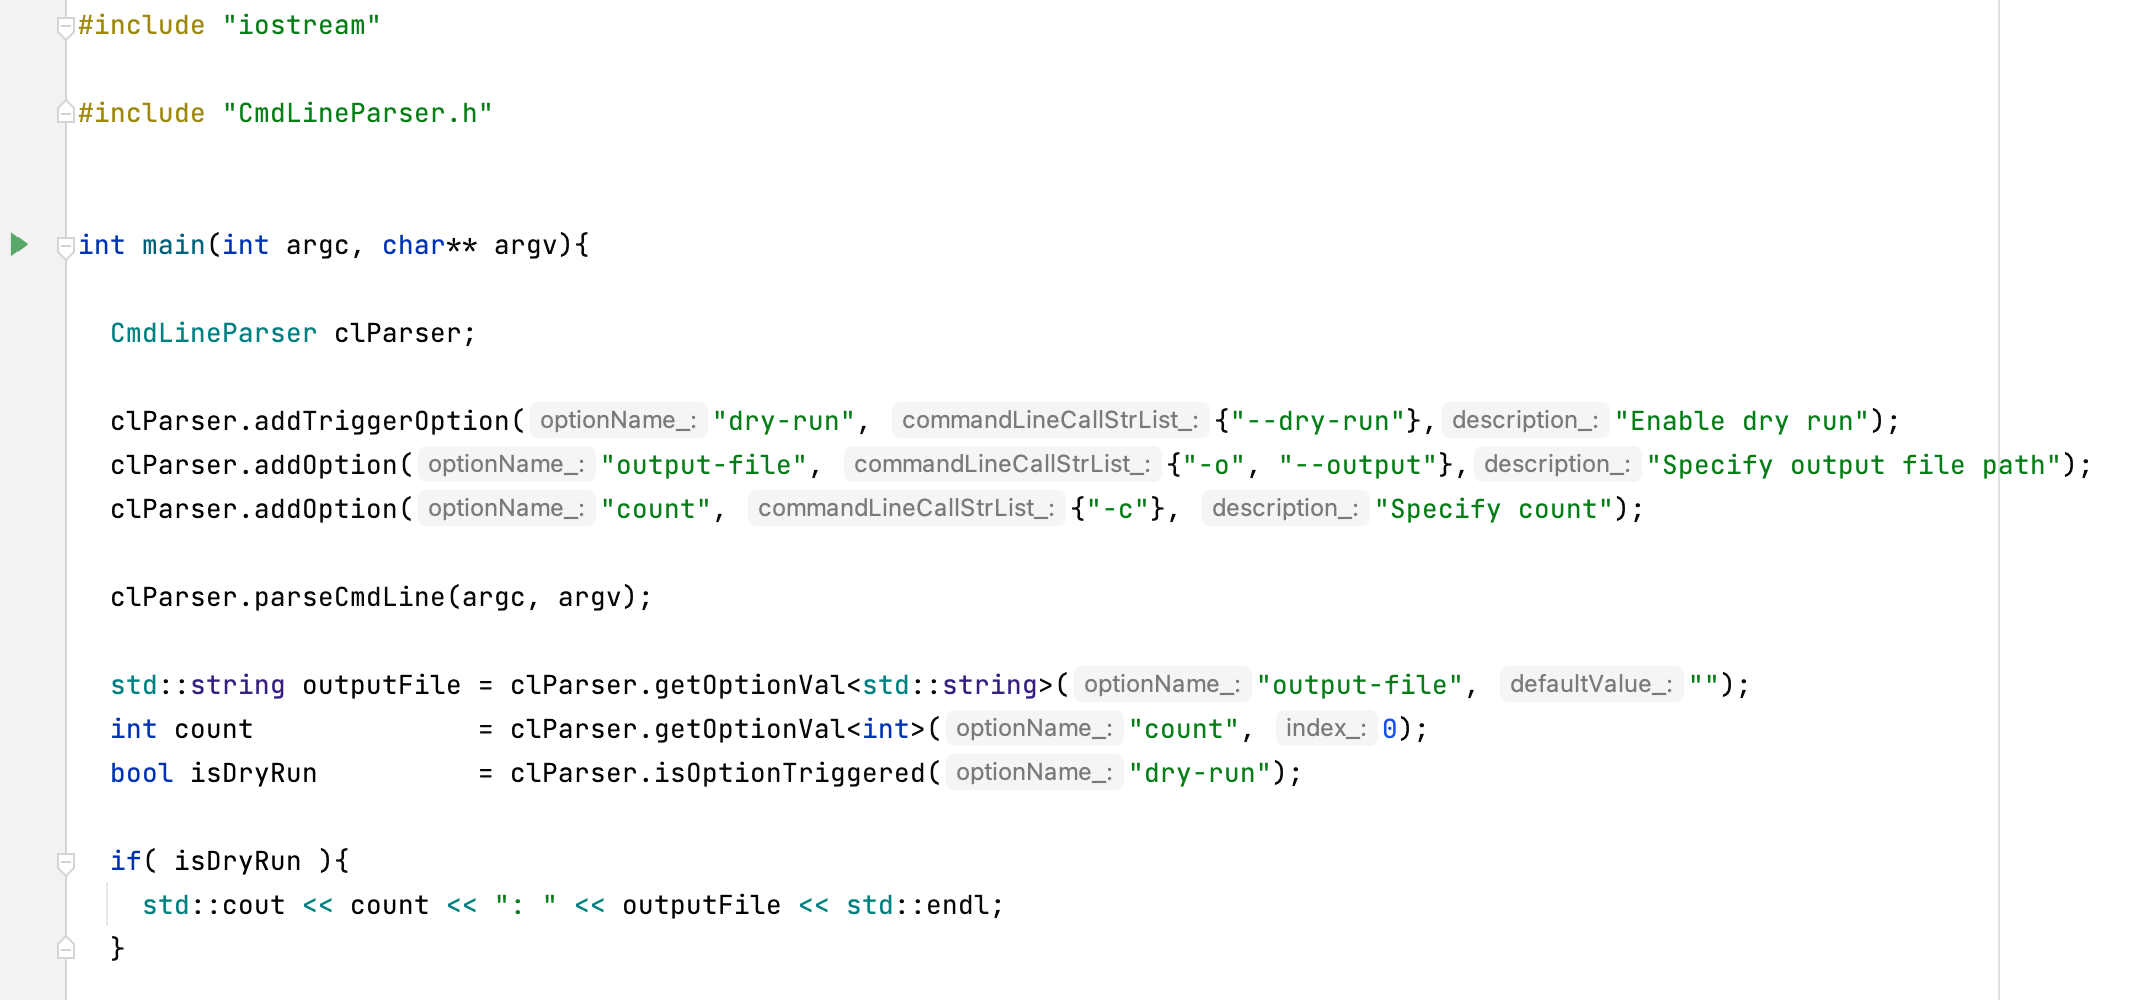 #include "iostream"
#include "CmdLineParser.h"
int main(int argc, char** argv){
CmdLineParser clParser;
clParser.addTriggerOption( optionName_: "dry-run", commandLineCallStrList_: {"--dry-run"}, description_: "Enable dry run");
clParser.addOption( optionName_: "output-file", commandLineCallStrList_: {"-o", "--output"}, description_: "Specify output file path");
clParser.addOption( optionName_: "count", commandLineCallStrList_: {"-c"}, description_: "Specify count");
clParser.parseCmdLine(argc, argv);
std::string outputFile = clParser.getOptionVal<std::string>( optionName_: "output-file", defaultValue_: "");
int count = clParser.getOptionVal<int>( optionName_: "count", index_: 0);
bool isDryRun = clParser.isOptionTriggered( optionName_: "dry-run");
if( isDryRun ){
std::cout << count << ": " << outputFile << std::endl;
}